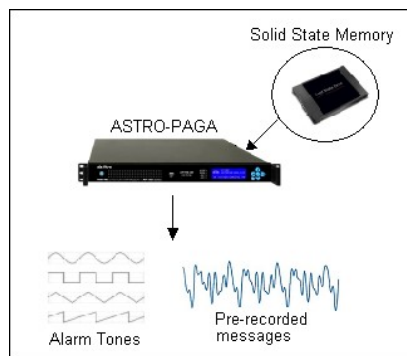 Solid State Memory
ASTRO-PAGA
Alarm Tones
Pre-recorded
messages